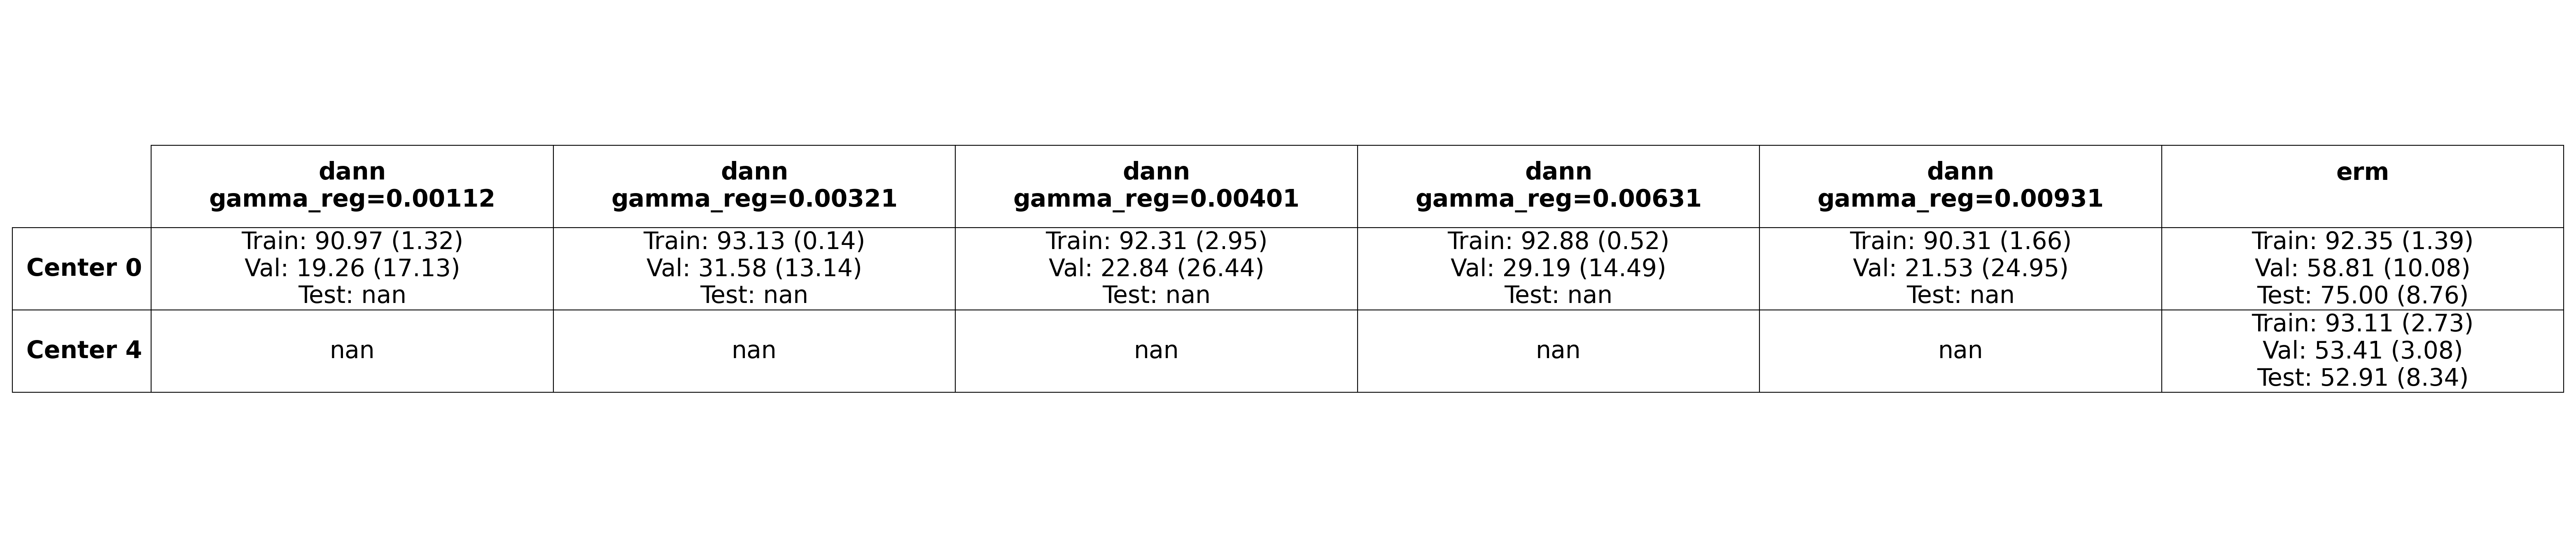 dann
gamma_reg=0.00112
dann
gamma_reg=0.00321
dann
gamma_reg=0.00401
dann
gamma_reg=0.00631
dann
gamma_reg=0.00931
erm
Center 0
Train: 90.97 (1.32)
Val: 19.26 (17.13)
Test: nan
Train: 93.13 (0.14)
Val: 31.58 (13.14)
Test: nan
Train: 92.31 (2.95)
Val: 22.84 (26.44)
Test: nan
Train: 92.88 (0.52)
Val: 29.19 (14.49)
Test: nan
Train: 90.31 (1.66)
Val: 21.53 (24.95)
Test: nan
Train: 92.35 (1.39)
Val: 58.81 (10.08)
Test: 75.00 (8.76)
Center 4
nan
nan
nan
nan
nan
Train: 93.11 (2.73)
Val: 53.41 (3.08)
Test: 52.91 (8.34)